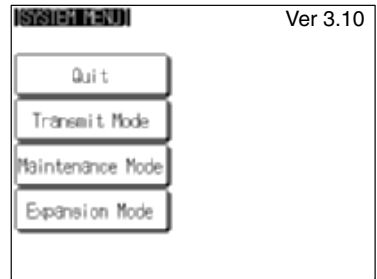 [SYSTEM MENU] Ver 3.10
Quit
Transmit Mode
Maintenance Mode
Expansion Mode